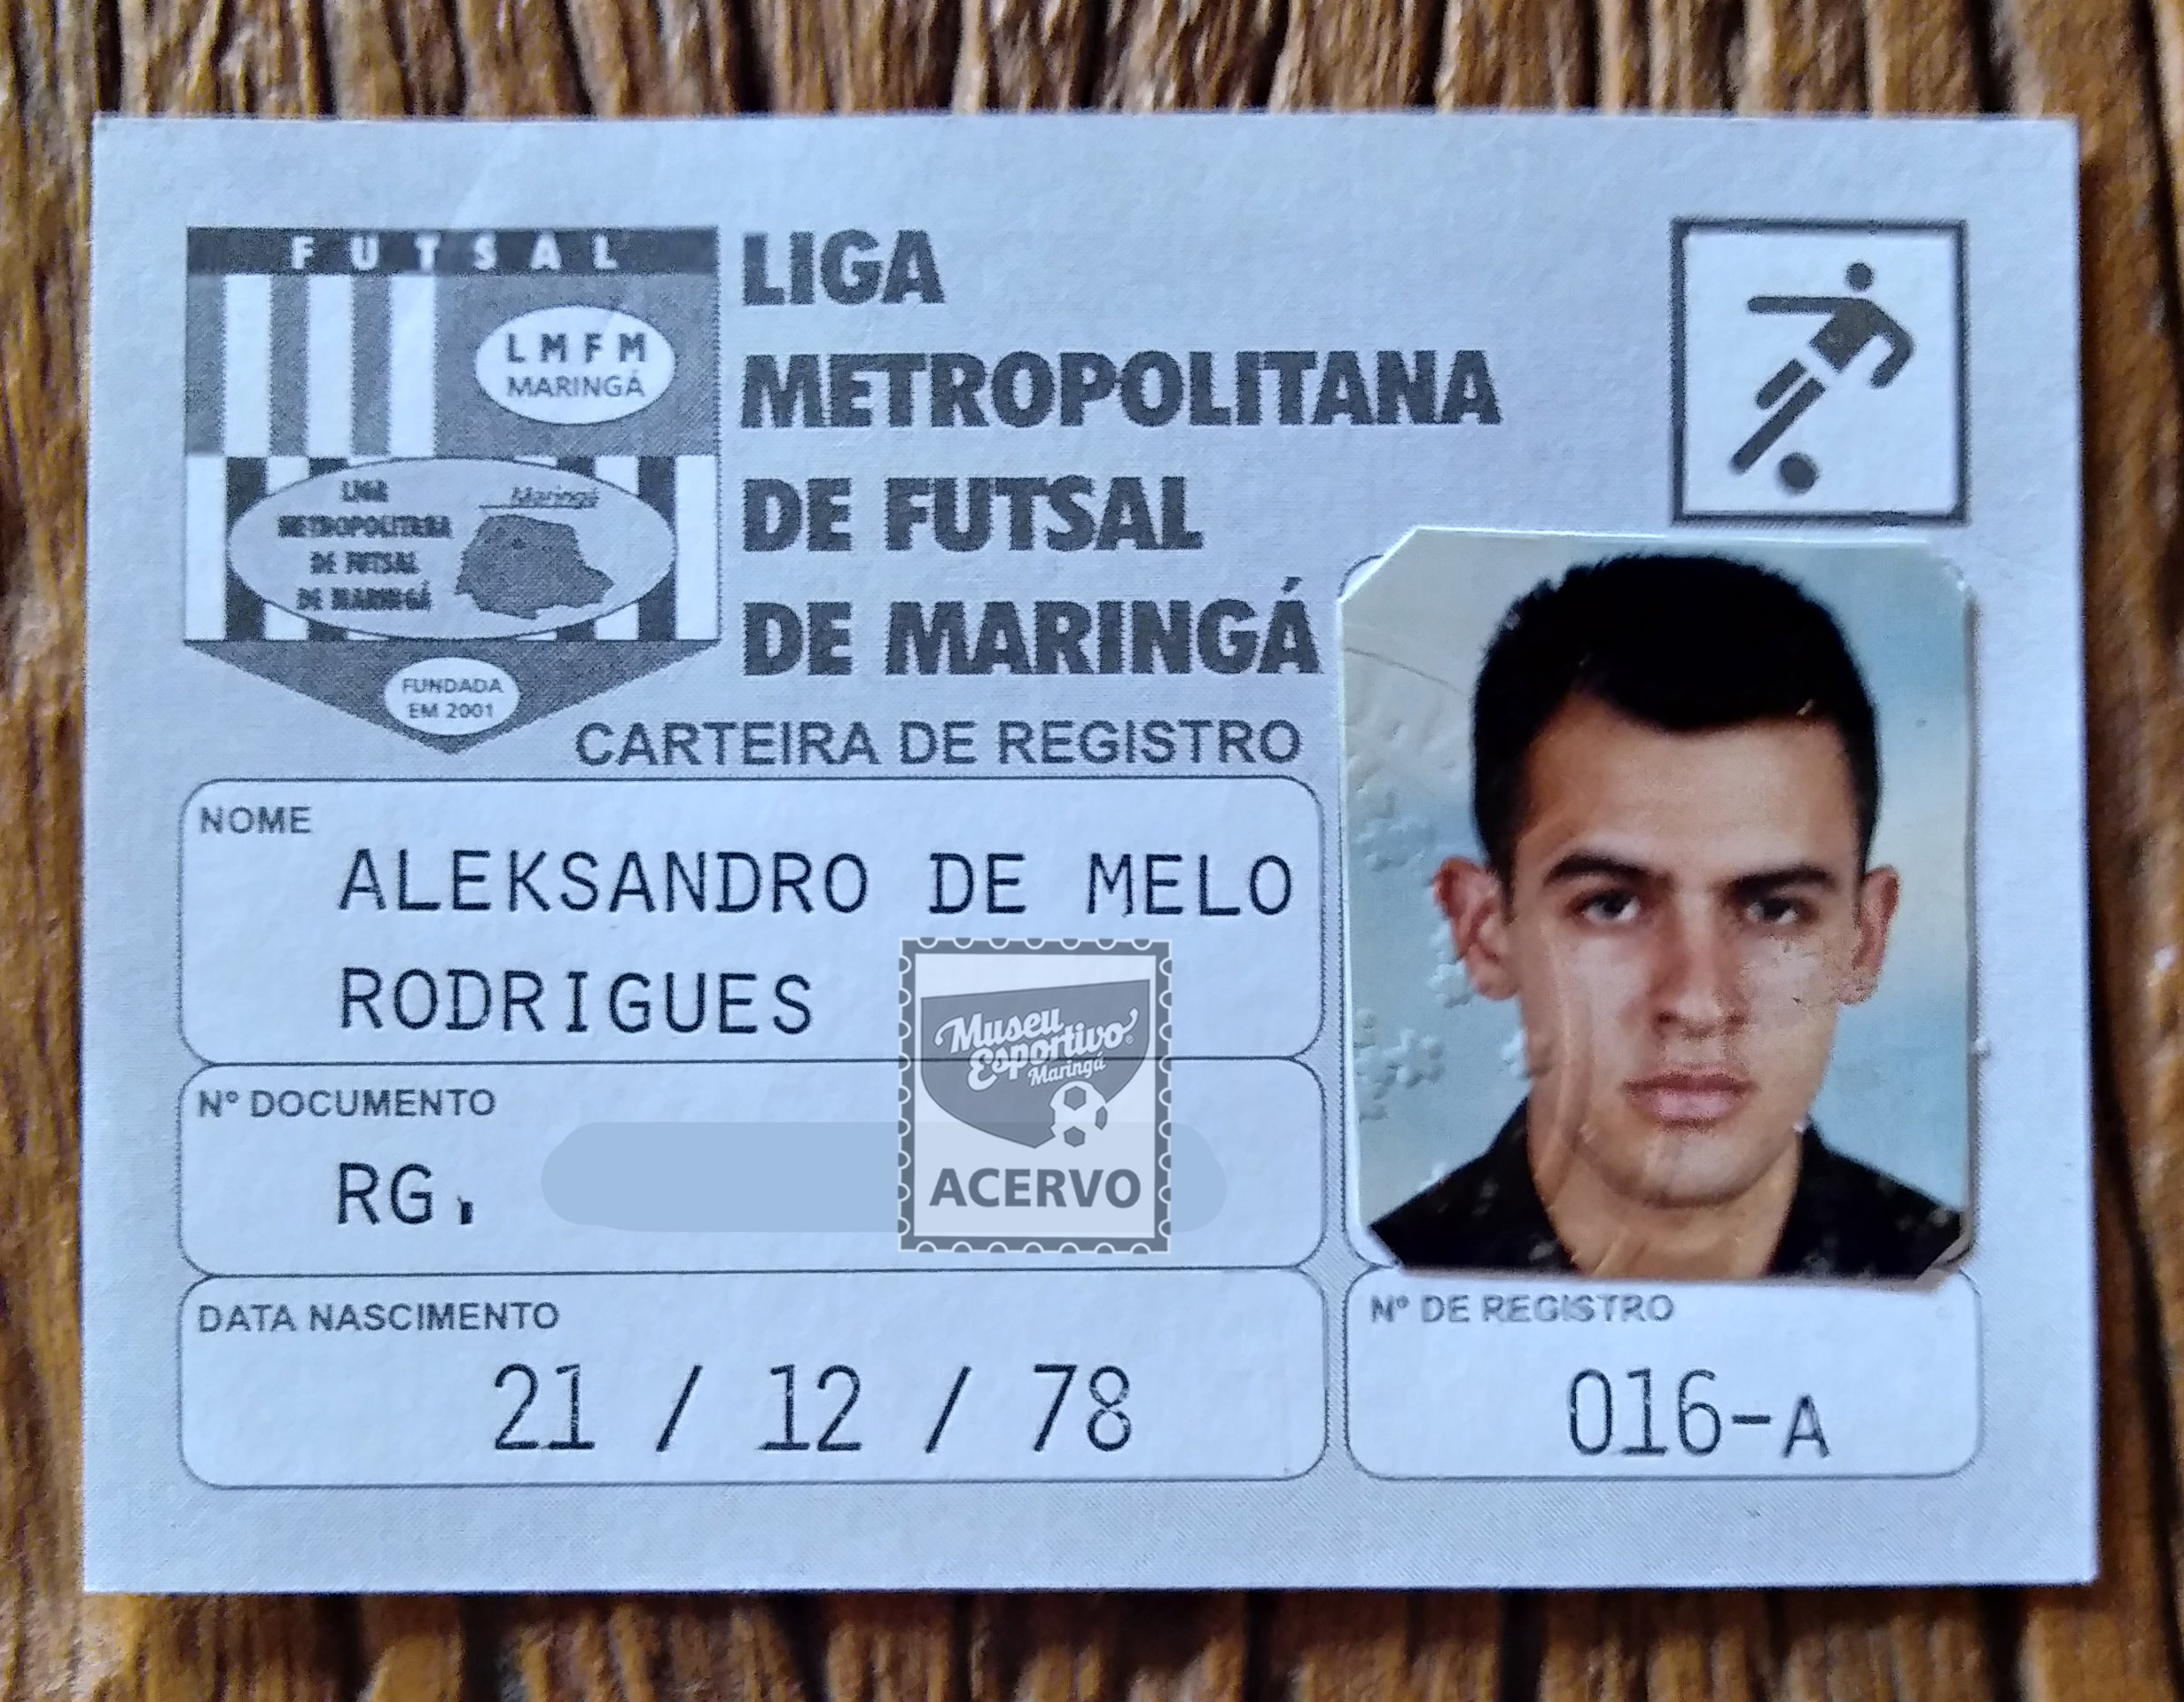 FUTSAL
LMFM
MARINGÁ
LIGA
METROPOLITANA
DE FUTSAL
DE MARINGÁ
Maringá
FUNDADA
EM 2001
LIGA
METROPOLITANA
DE FUTSAL
DE MARINGÁ
CARTEIRA DE REGISTRO
NOME
ALEKSANDRO DE MELO
RODRIGUES
Nº DOCUMENTO
RG.
Museu
Esportivo
Maringá
ACERVO
DATA NASCIMENTO
21 / 12 / 78
Nº DE REGISTRO
016-A